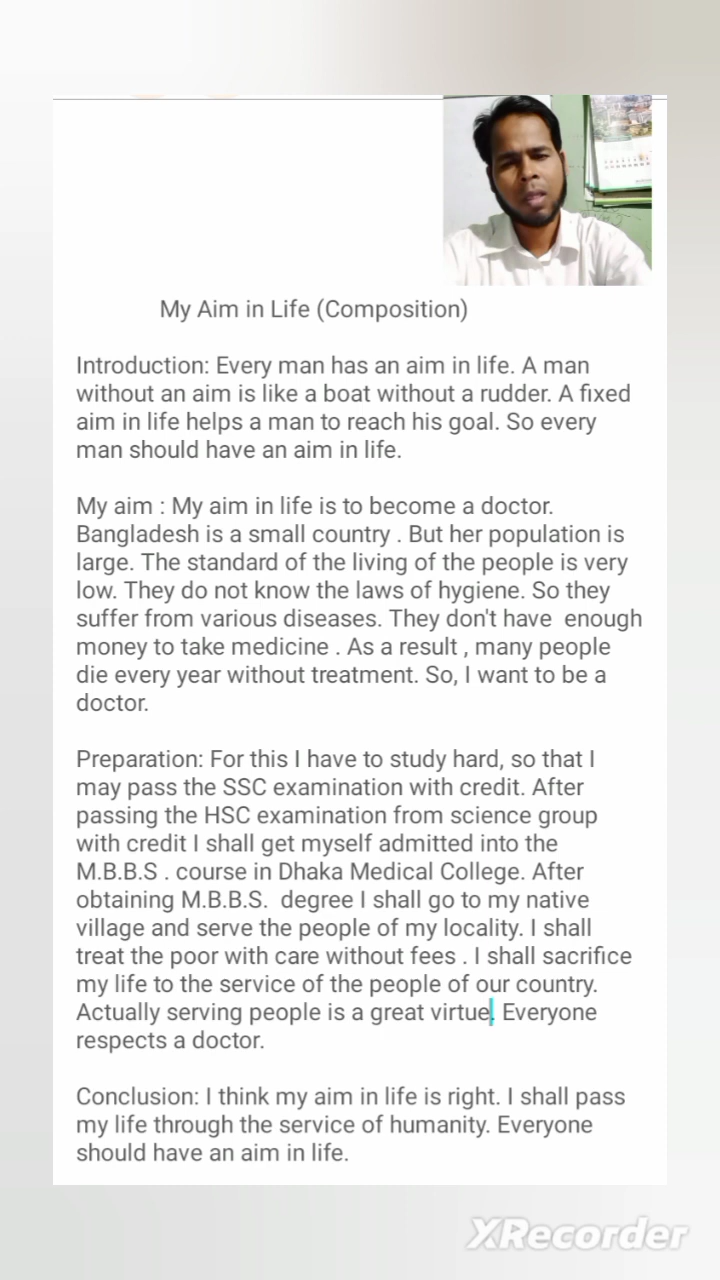 My Aim in Life (Composition)
Introduction: Every man has an aim in life. A man
without an aim is like a boat without a rudder. A fixed
aim in life helps a man to reach his goal. So every
man should have an aim in life.
My aim : My aim in life is to become a doctor.
Bangladesh is a small country . But her population is
large. The standard of the living of the people is very
low. They do not know the laws of hygiene. So they
suffer from various diseases. They don't have  enough
money to take medicine . As a result , many people
die every year without treatment. So, I want to be a
doctor.
Preparation: For this I have to study hard, so that I
may pass the SSC examination with credit. After
passing the HSC examination from science group
with credit I shall get myself admitted into the
M.B.B.S . course in Dhaka Medical College. After
obtaining M.B.B.S.  degree I shall go to my native
village and serve the people of my locality. I shall
treat the poor with care without fees . I shall sacrifice
my life to the service of the people of our country.
Actually serving people is a great virtue. Everyone
respects a doctor.
Conclusion: I think my aim in life is right. I shall pass
my life through the service of humanity. Everyone
should have an aim in life.
XRecorder